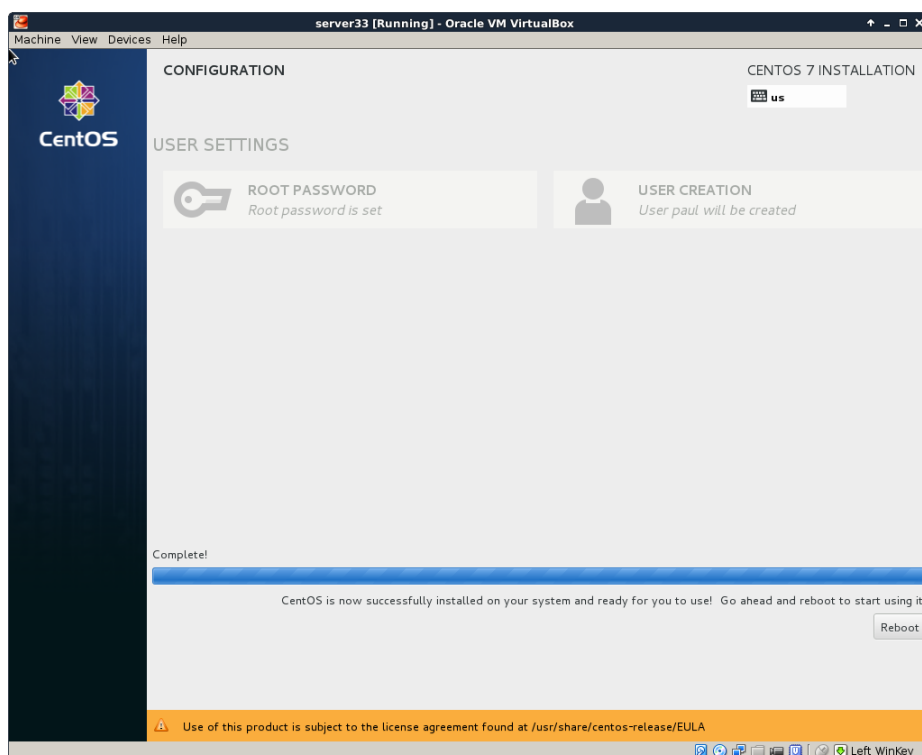 server33 [Running] - Oracle VM VirtualBox
Machine View Devices Help
CentOS
CONFIGURATION
CENTOS 7 INSTALLATION
us
USER SETTINGS
ROOT PASSWORD
Root password is set
USER CREATION
User paul will be created
Complete!
CentOS is now successfully installed on your system and ready for you to use! Go ahead and reboot to start using it
Reboot
Use of this product is subject to the license agreement found at /usr/share/centos-release/EULA
Left WinKey